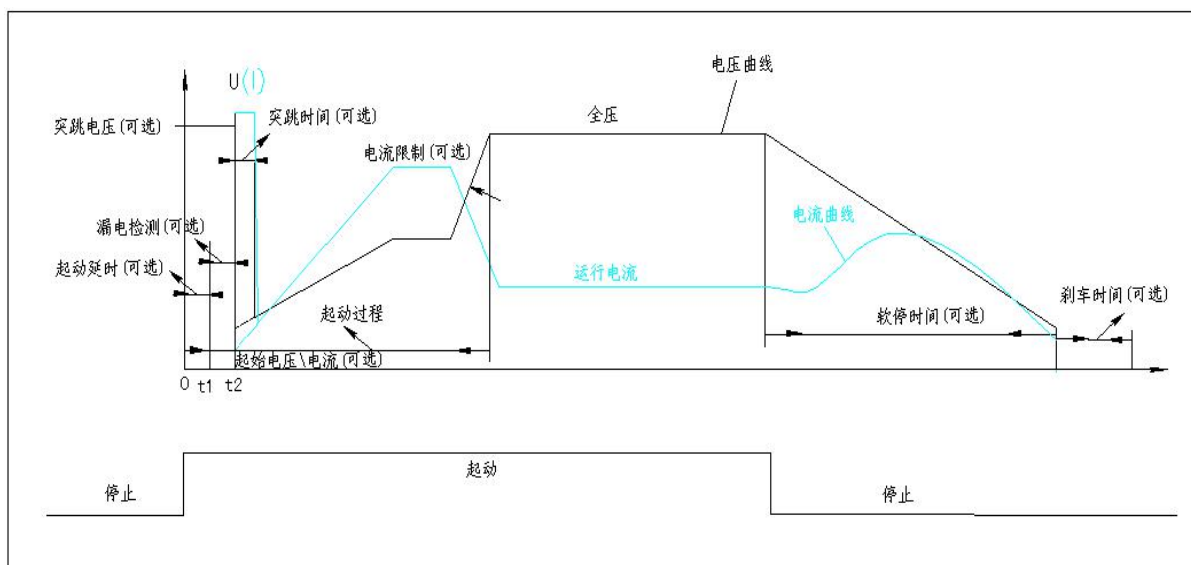 电压曲线
U(I)
突跳时间(可选)
全压
突跳电压(可选)
电流限制(可选)
漏电检测(可选)
电流曲线
起动延时(可选)
运行电流
刹车时间(可选)
起动过程
软停时间(可选)
起始电压\电流(可选)
0 t1 t2
起动
停止
停止